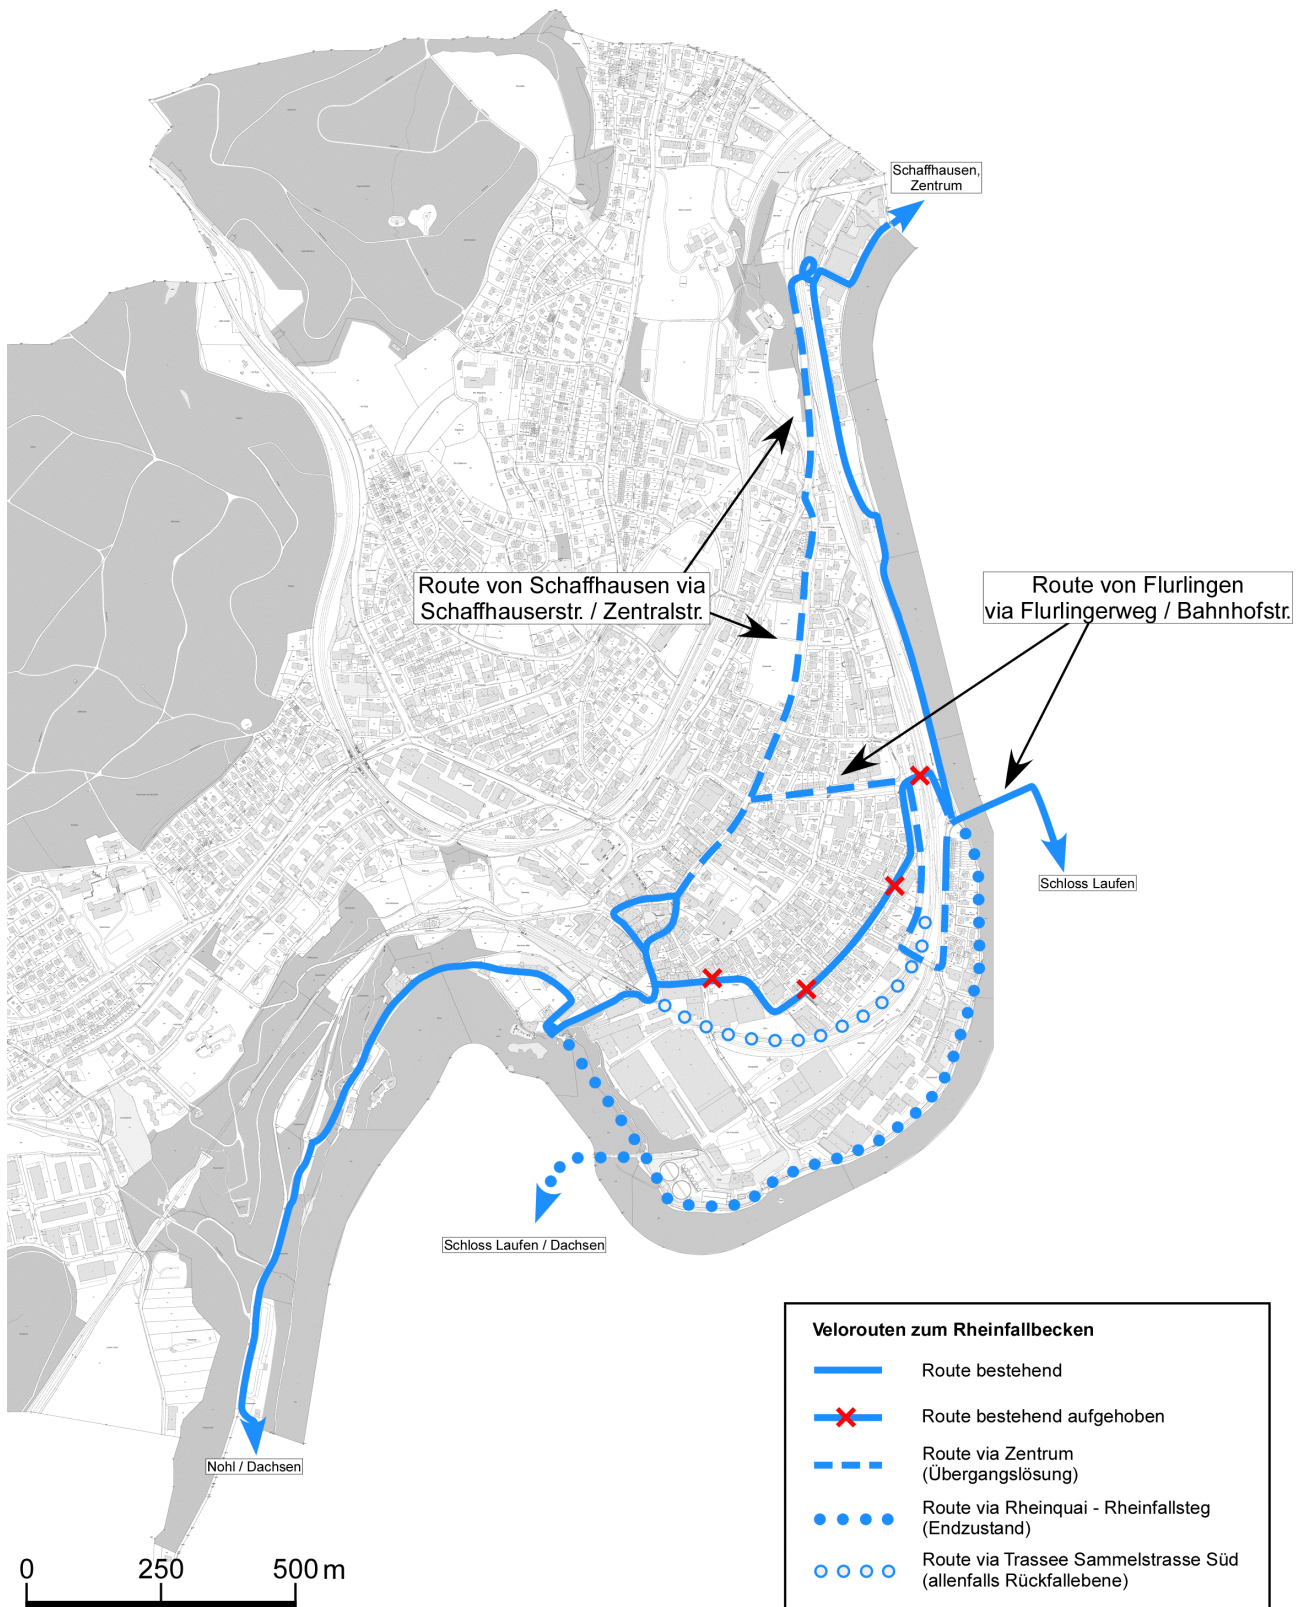 Schaffhausen,
Zentrum
Route von Schaffhausen via
Schaffhauserstr. / Zentralstr.
Route von Flurlingen
via Flurlingerweg / Bahnhofstr.
Schloss Laufen
Schloss Laufen / Dachsen
Nohl / Dachsen
0 250 500 m
Velorouten zum Rheinfallbecken
Route bestehend
Route bestehend aufgehoben
Route via Zentrum
(Übergangslösung)
Route via Rheinquai - Rheinfallsteg
(Endzustand)
Route via Trassee Sammelstrasse Süd
(allenfalls Rückfallebene)